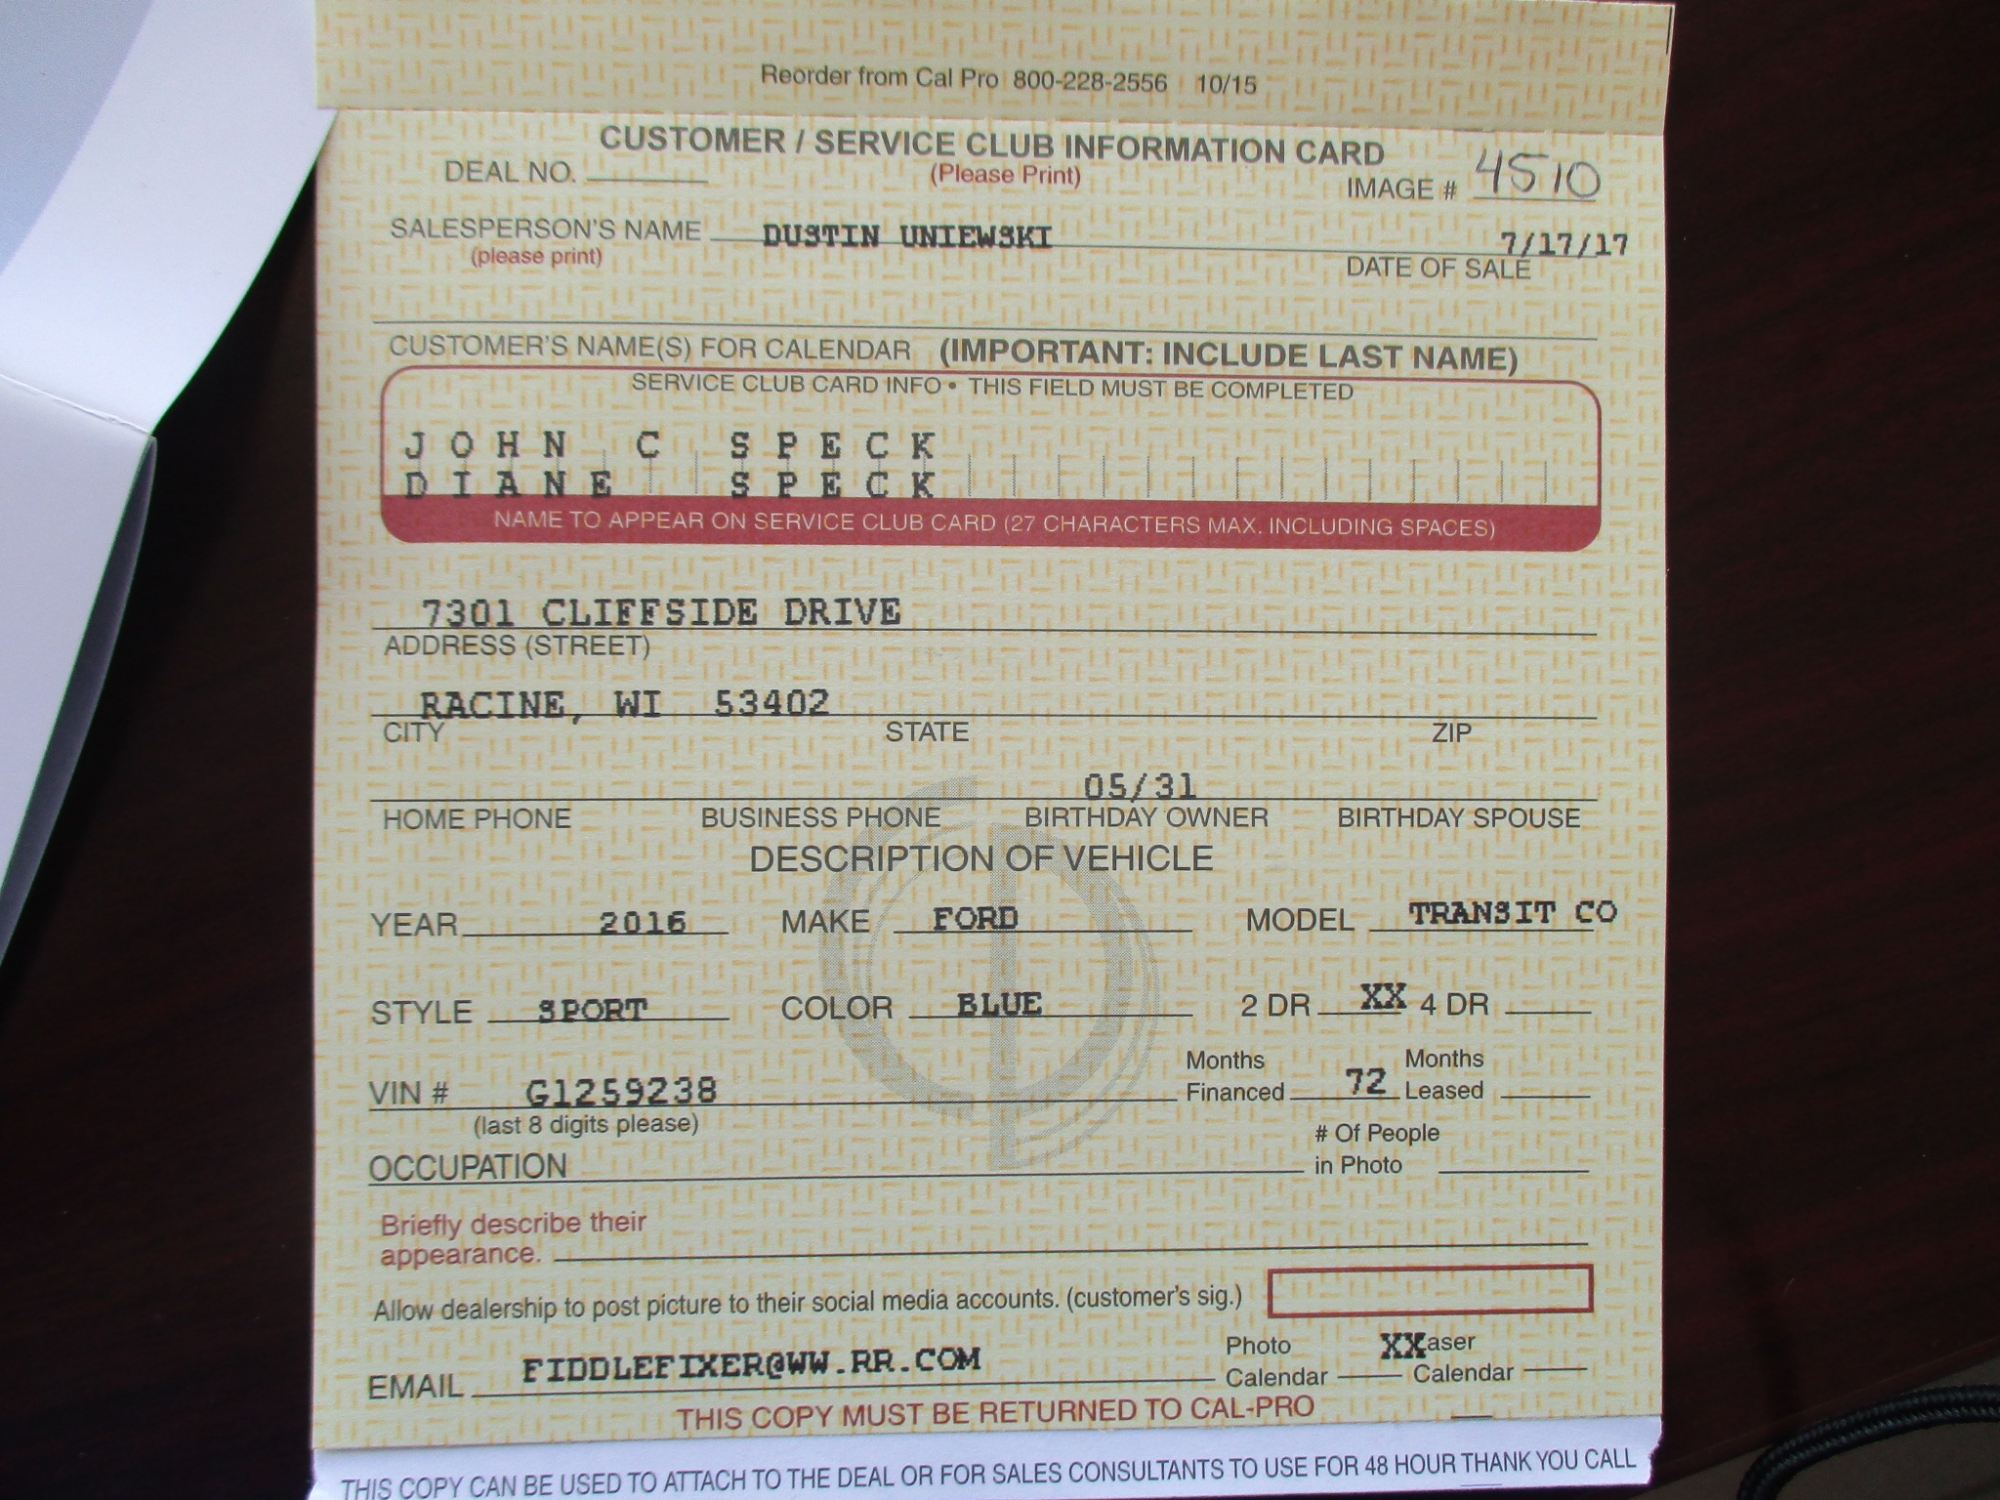 Reorder from Cal Pro 800-228-2556 10/15
CUSTOMER / SERVICE CLUB INFORMATION CARD
DEAL NO. (Please Print) IMAGE # 4510
SALESPERSON'S NAME DUSTIN UNIEWSKI 7/17/17
(please print) DATE OF SALE
CUSTOMER'S NAME(S) FOR CALENDAR (IMPORTANT: INCLUDE LAST NAME)
SERVICE CLUB CARD INFO • THIS FIELD MUST BE COMPLETED
JOHN C SPECK
DIANE SPECK
NAME TO APPEAR ON SERVICE CLUB CARD (27 CHARACTERS MAX. INCLUDING SPACES)
7301 CLIFFSIDE DRIVE
ADDRESS (STREET)
RACINE, WI 53402
CITY STATE ZIP
05/31
HOME PHONE BUSINESS PHONE BIRTHDAY OWNER BIRTHDAY SPOUSE
DESCRIPTION OF VEHICLE
YEAR 2016 MAKE FORD MODEL TRANSIT CO
STYLE SPORT COLOR BLUE 2 DR XX 4 DR
VIN # G1259238 Months Financed 72 Months Leased
(last 8 digits please)
OCCUPATION # Of People in Photo
Briefly describe their
appearance.
Allow dealership to post picture to their social media accounts. (customer's sig.)
EMAIL FIDDLEFIXER@WW.RR.COM Photo Calendar XXaser Calendar
THIS COPY MUST BE RETURNED TO CAL-PRO
THIS COPY CAN BE USED TO ATTACH TO THE DEAL OR FOR SALES CONSULTANTS TO USE FOR 48 HOUR THANK YOU CALL